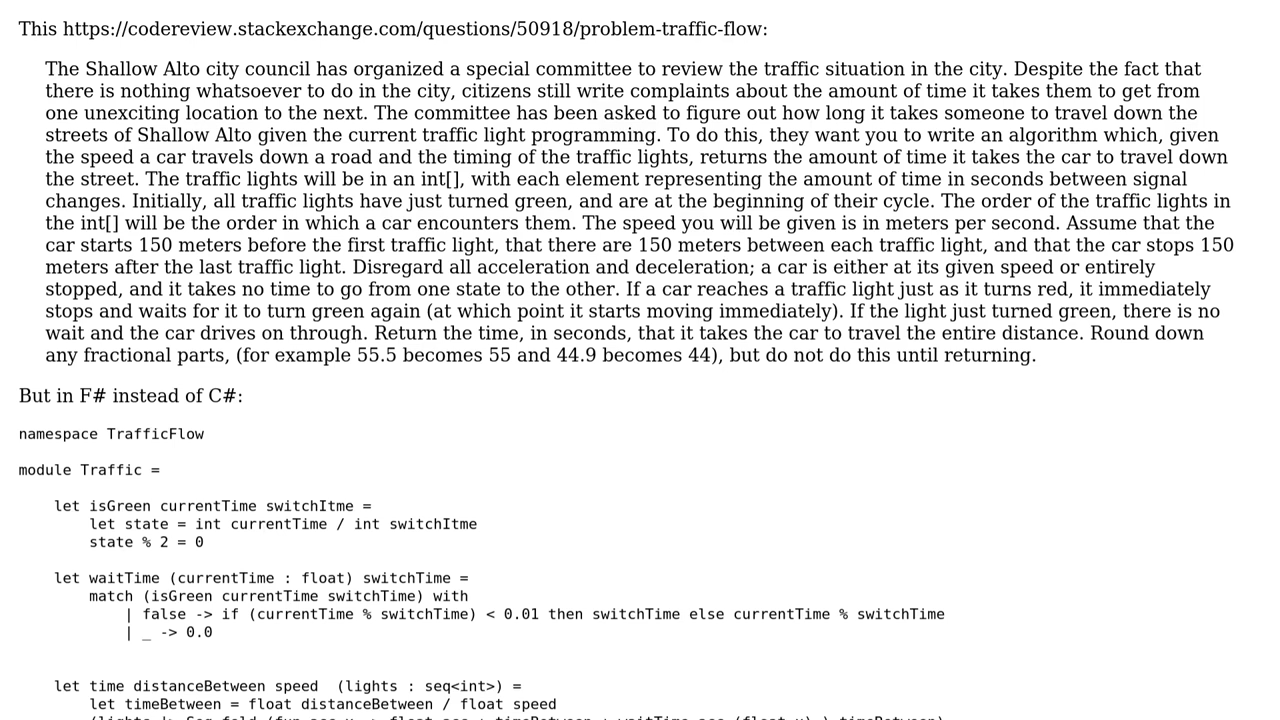 This https://codereview.stackexchange.com/questions/50918/problem-traffic-flow:
The Shallow Alto city council has organized a special committee to review the traffic situation in the city. Despite the fact that
there is nothing whatsoever to do in the city, citizens still write complaints about the amount of time it takes them to get from
one unexciting location to the next. The committee has been asked to figure out how long it takes someone to travel down the
streets of Shallow Alto given the current traffic light programming. To do this, they want you to write an algorithm which, given
the speed a car travels down a road and the timing of the traffic lights, returns the amount of time it takes the car to travel down
the street. The traffic lights will be in an int[], with each element representing the amount of time in seconds between signal
changes. Initially, all traffic lights have just turned green, and are at the beginning of their cycle. The order of the traffic lights in
the int[] will be the order in which a car encounters them. The speed you will be given is in meters per second. Assume that the
car starts 150 meters before the first traffic light, that there are 150 meters between each traffic light, and that the car stops 150
meters after the last traffic light. Disregard all acceleration and deceleration; a car is either at its given speed or entirely
stopped, and it takes no time to go from one state to the other. If a car reaches a traffic light just as it turns red, it immediately
stops and waits for it to turn green again (at which point it starts moving immediately). If the light just turned green, there is no
wait and the car drives on through. Return the time, in seconds, that it takes the car to travel the entire distance. Round down
any fractional parts, (for example 55.5 becomes 55 and 44.9 becomes 44), but do not do this until returning.
But in F# instead of C#:
namespace TrafficFlow
module Traffic =
let isGreen currentTime switchItme =
let state = int currentTime / int switchItme
state % 2 = 0
let waitTime (currentTime : float) switchTime =
match (isGreen currentTime switchTime) with
| false -> if (currentTime % switchTime) < 0.01 then switchTime else currentTime % switchTime
| _ -> 0.0
let time distanceBetween speed  (lights : seq<int>) =
let timeBetween = float distanceBetween / float speed